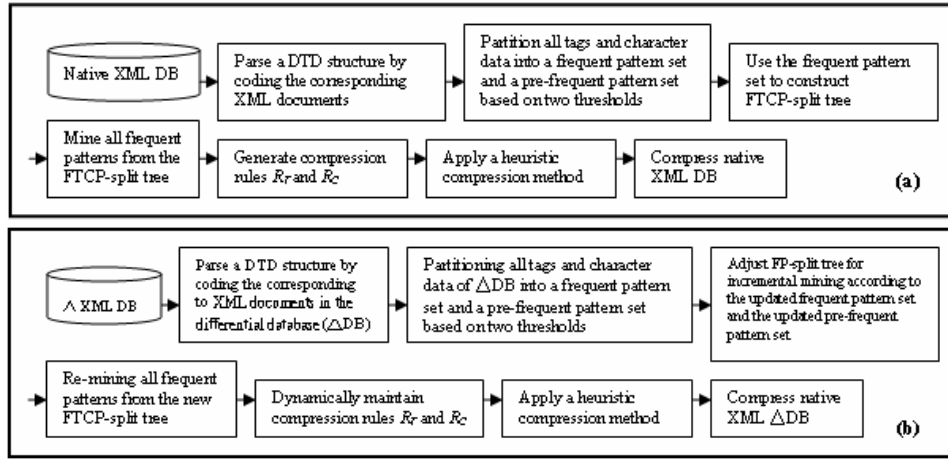 Native XML DB
Parse a DTD structure by
coding the corresponding
XML documents
Partition all tags and character
data into a frequent pattern set
and a pre-frequent pattern set
based on two thresholds
Use the frequent pattern
set to construct
FTCP-split tree
Mine all frequent
patterns from the
FTCP-split tree
Generate compression
rules R_T and R_C
Apply a heuristic
compression method
Compress native
XML DB
(a)
△ XML DB
Parse a DTD structure by
coding the corresponding
to XML documents in the
differential database (△DB)
Partitioning all tags and character
data of △DB into a frequent pattern
set and a pre-frequent pattern set
based on two thresholds
Adjust FP-split tree for
incremental mining according to
the updated frequent pattern set
and the updated pre-frequent
pattern set
Re-mining all frequent
patterns from the new
FTCP-split tree
Dynamically maintain
compression rules R_T and R_C
Apply a heuristic
compression method
Compress native
XML △DB
(b)